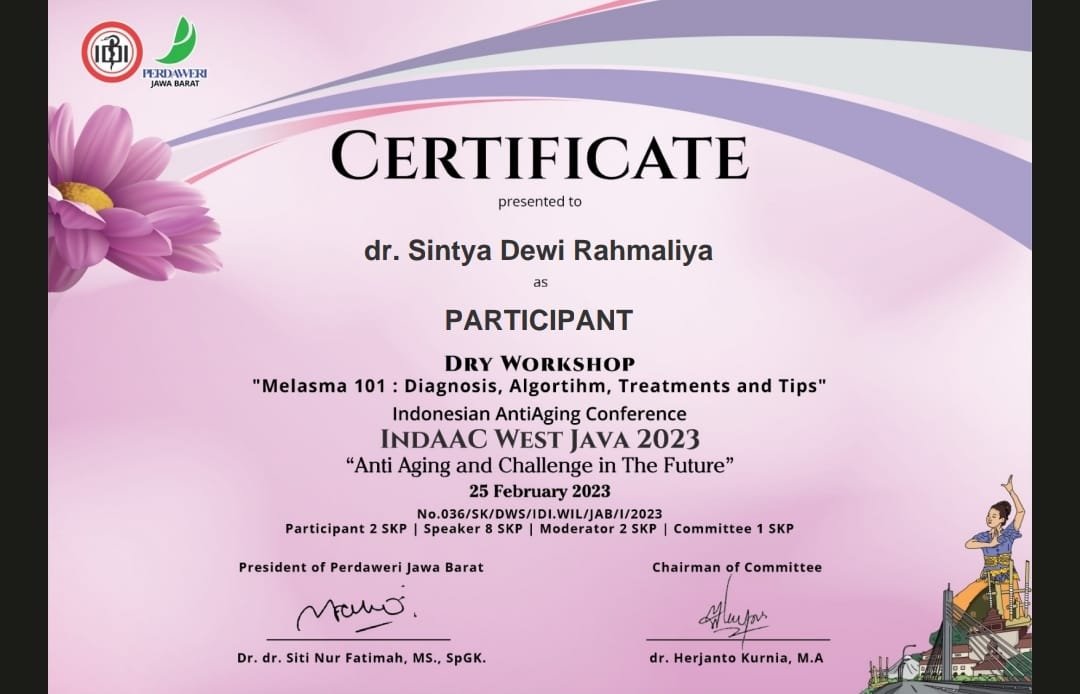 IDI
PERDAWERI
JAWA BARAT
CERTIFICATE
presented to
dr. Sintya Dewi Rahmaliya
as
PARTICIPANT
DRY WORKSHOP
"Melasma 101 : Diagnosis, Algortihm, Treatments and Tips"
Indonesian AntiAging Conference
INDAAC WEST JAVA 2023
“Anti Aging and Challenge in The Future”
25 February 2023
No.036/SK/DWS/IDI.WIL/JAB/I/2023
Participant 2 SKP | Speaker 8 SKP | Moderator 2 SKP | Committee 1 SKP
President of Perdaweri Jawa Barat
Chairman of Committee
Dr. dr. Siti Nur Fatimah, MS., SpGK.
dr. Herjanto Kurnia, M.A